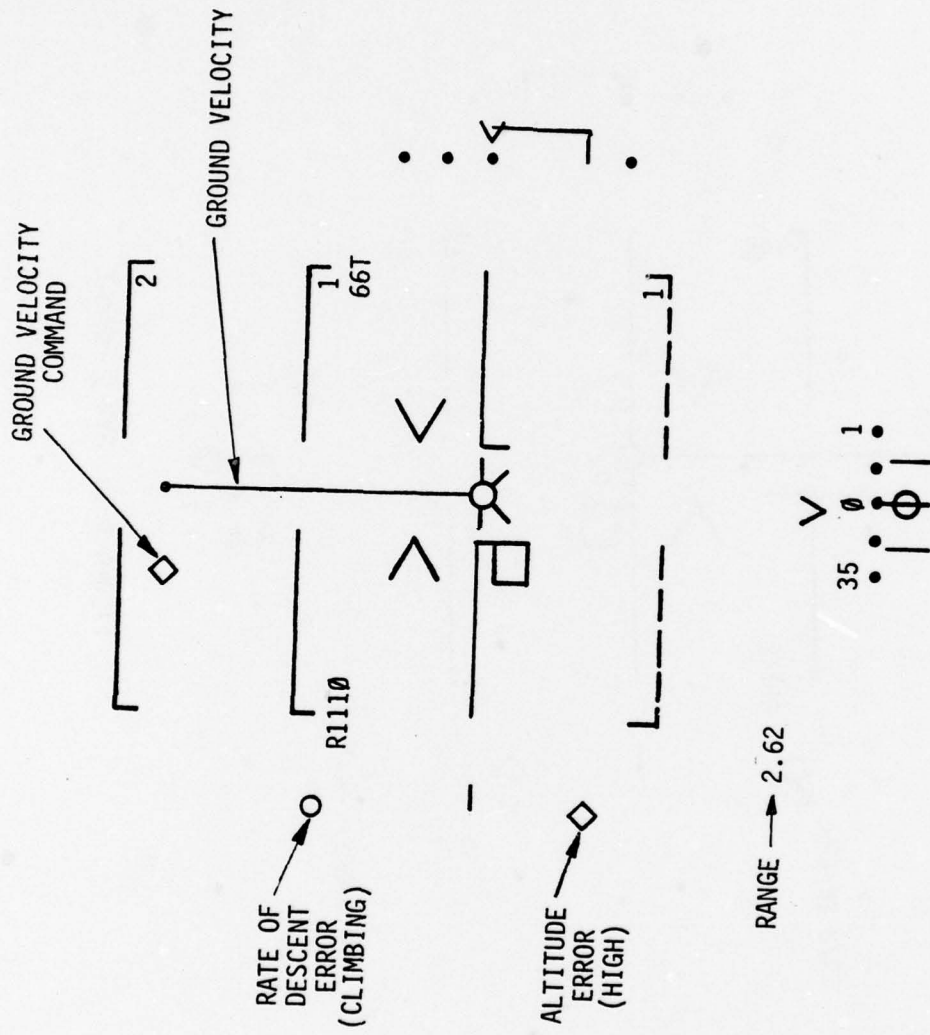 GROUND VELOCITY
COMMAND
GROUND VELOCITY
2
1
66T
R111Ø
RATE OF
DESCENT
ERROR
(CLIMBING)
1
ALTITUDE
ERROR
(HIGH)
RANGE
2.62
35
Ø
1